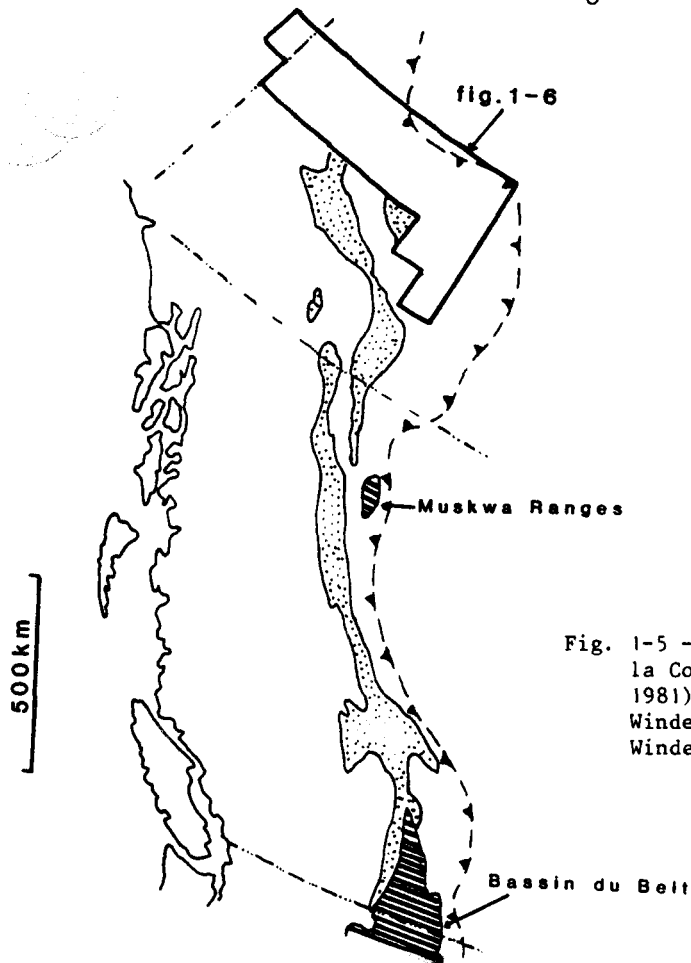 fig.1-6
Muskwa Ranges
500km
Fig. 1-5 -
la Co
1981)
Winde
Winde
Bassin du Belt